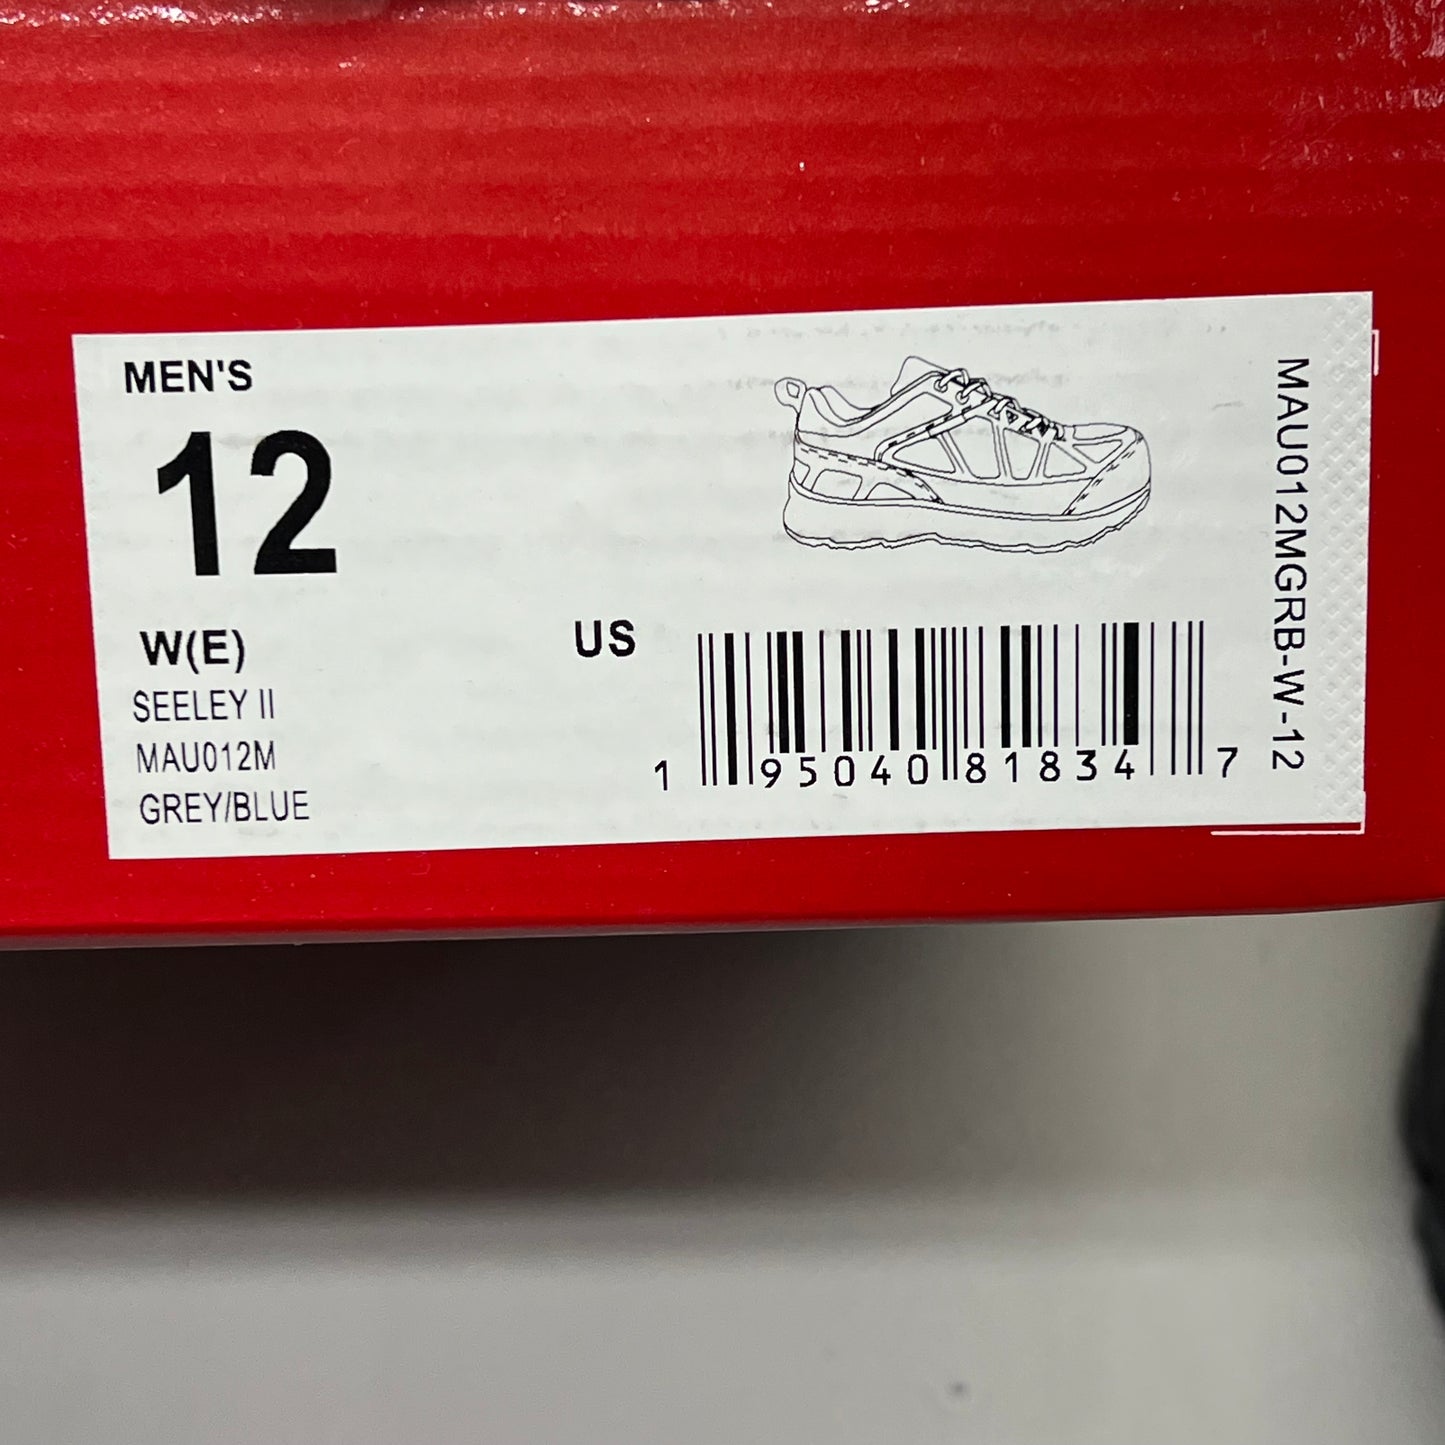 MEN'S
12
W(E)
SEELEY II
MAU012M
GREY/BLUE
US
1 95040 81834 7
MAU012MGRB-W-12